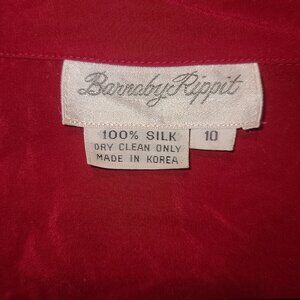 Barnaby Rippit
100% SILK
DRY CLEAN ONLY
MADE IN KOREA
10